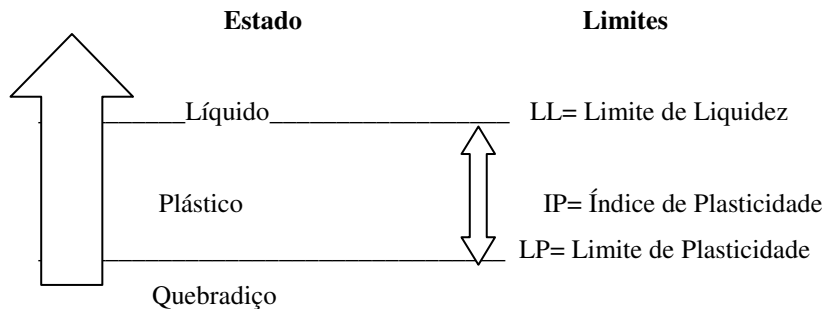 Estado Limites
Líquido LL= Limite de Liquidez
Plástico IP= Índice de Plasticidade
LP= Limite de Plasticidade
Quebradiço